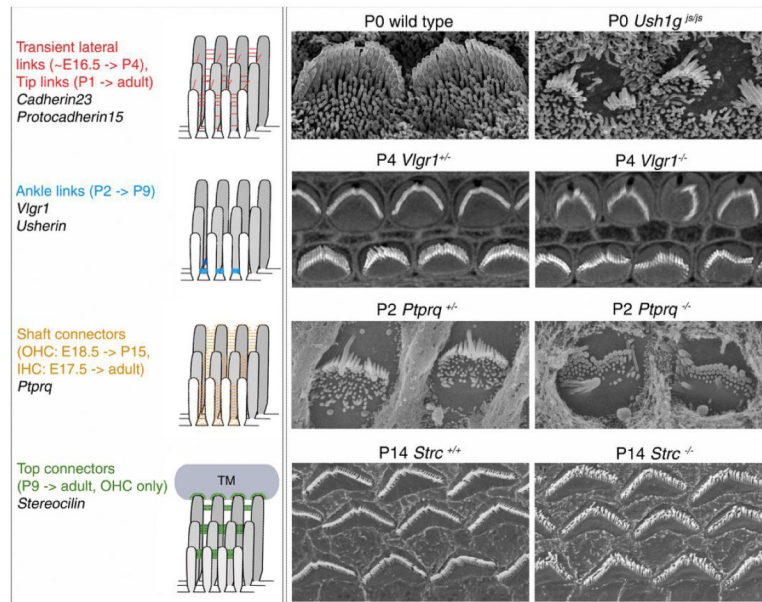 Transient lateral
links (~E16.5 -> P4),
Tip links (P1 -> adult)
Cadherin23
Protocadherin15
P0 wild type
P0 Ush1g js/js
Ankle links (P2 -> P9)
Vlgr1
Usherin
P4 Vlgr1+/-
P4 Vlgr1-/-
Shaft connectors
(OHC: E18.5 -> P15,
IHC: E17.5 -> adult)
Ptprq
P2 Ptprq +/-
P2 Ptprq -/-
Top connectors
(P9 -> adult, OHC only)
Stereocilin
TM
P14 Strc +/+
P14 Strc -/-